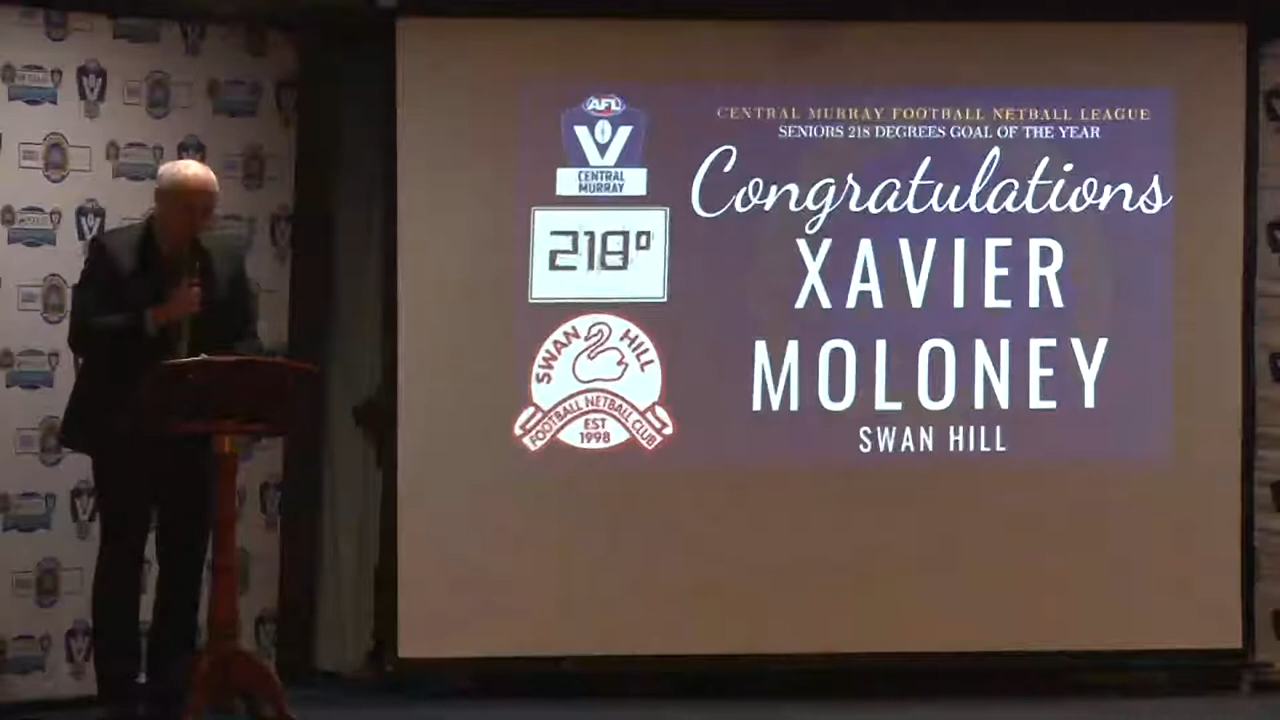 AFL
V
CENTRAL
MURRAY
218°
SWAN HILL
FOOTBALL NETBALL CLUB
EST
1998
CENTRAL MURRAY FOOTBALL NETBALL LEAGUE
SENIORS 218 DEGREES GOAL OF THE YEAR
Congratulations
XAVIER
MOLONEY
SWAN HILL